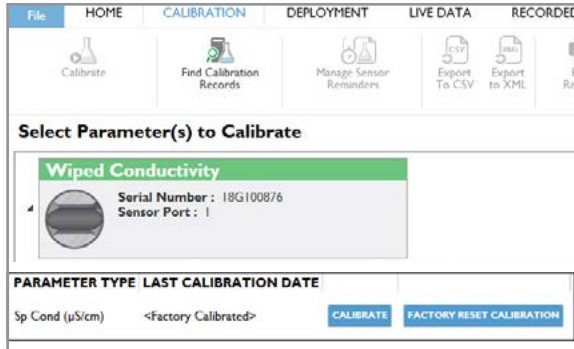 File HOME CALIBRATION DEPLOYMENT LIVE DATA RECORDED
Calibrate
Find Calibration
Records
Manage Sensor
Reminders
CSV
Export
To CSV
XML
Export
to XML
Select Parameter(s) to Calibrate
Wiped Conductivity
Serial Number : 18G100876
Sensor Port : 1
PARAMETER TYPE LAST CALIBRATION DATE
Sp Cond (µS/cm) <Factory Calibrated> CALIBRATE FACTORY RESET CALIBRATION